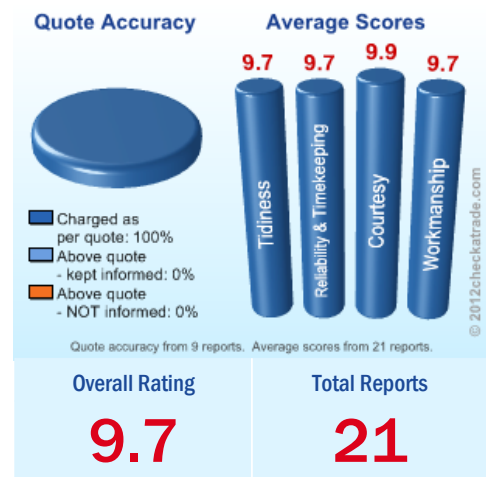 Quote Accuracy
Average Scores
9.7
9.7
9.9
9.7
Tidiness
Reliability & Timekeeping
Courtesy
Workmanship
Charged as
per quote: 100%
Above quote
- kept informed: 0%
Above quote
- NOT informed: 0%
© 2012checkatrade.com
Quote accuracy from 9 reports. Average scores from 21 reports.
Overall Rating
9.7
Total Reports
21